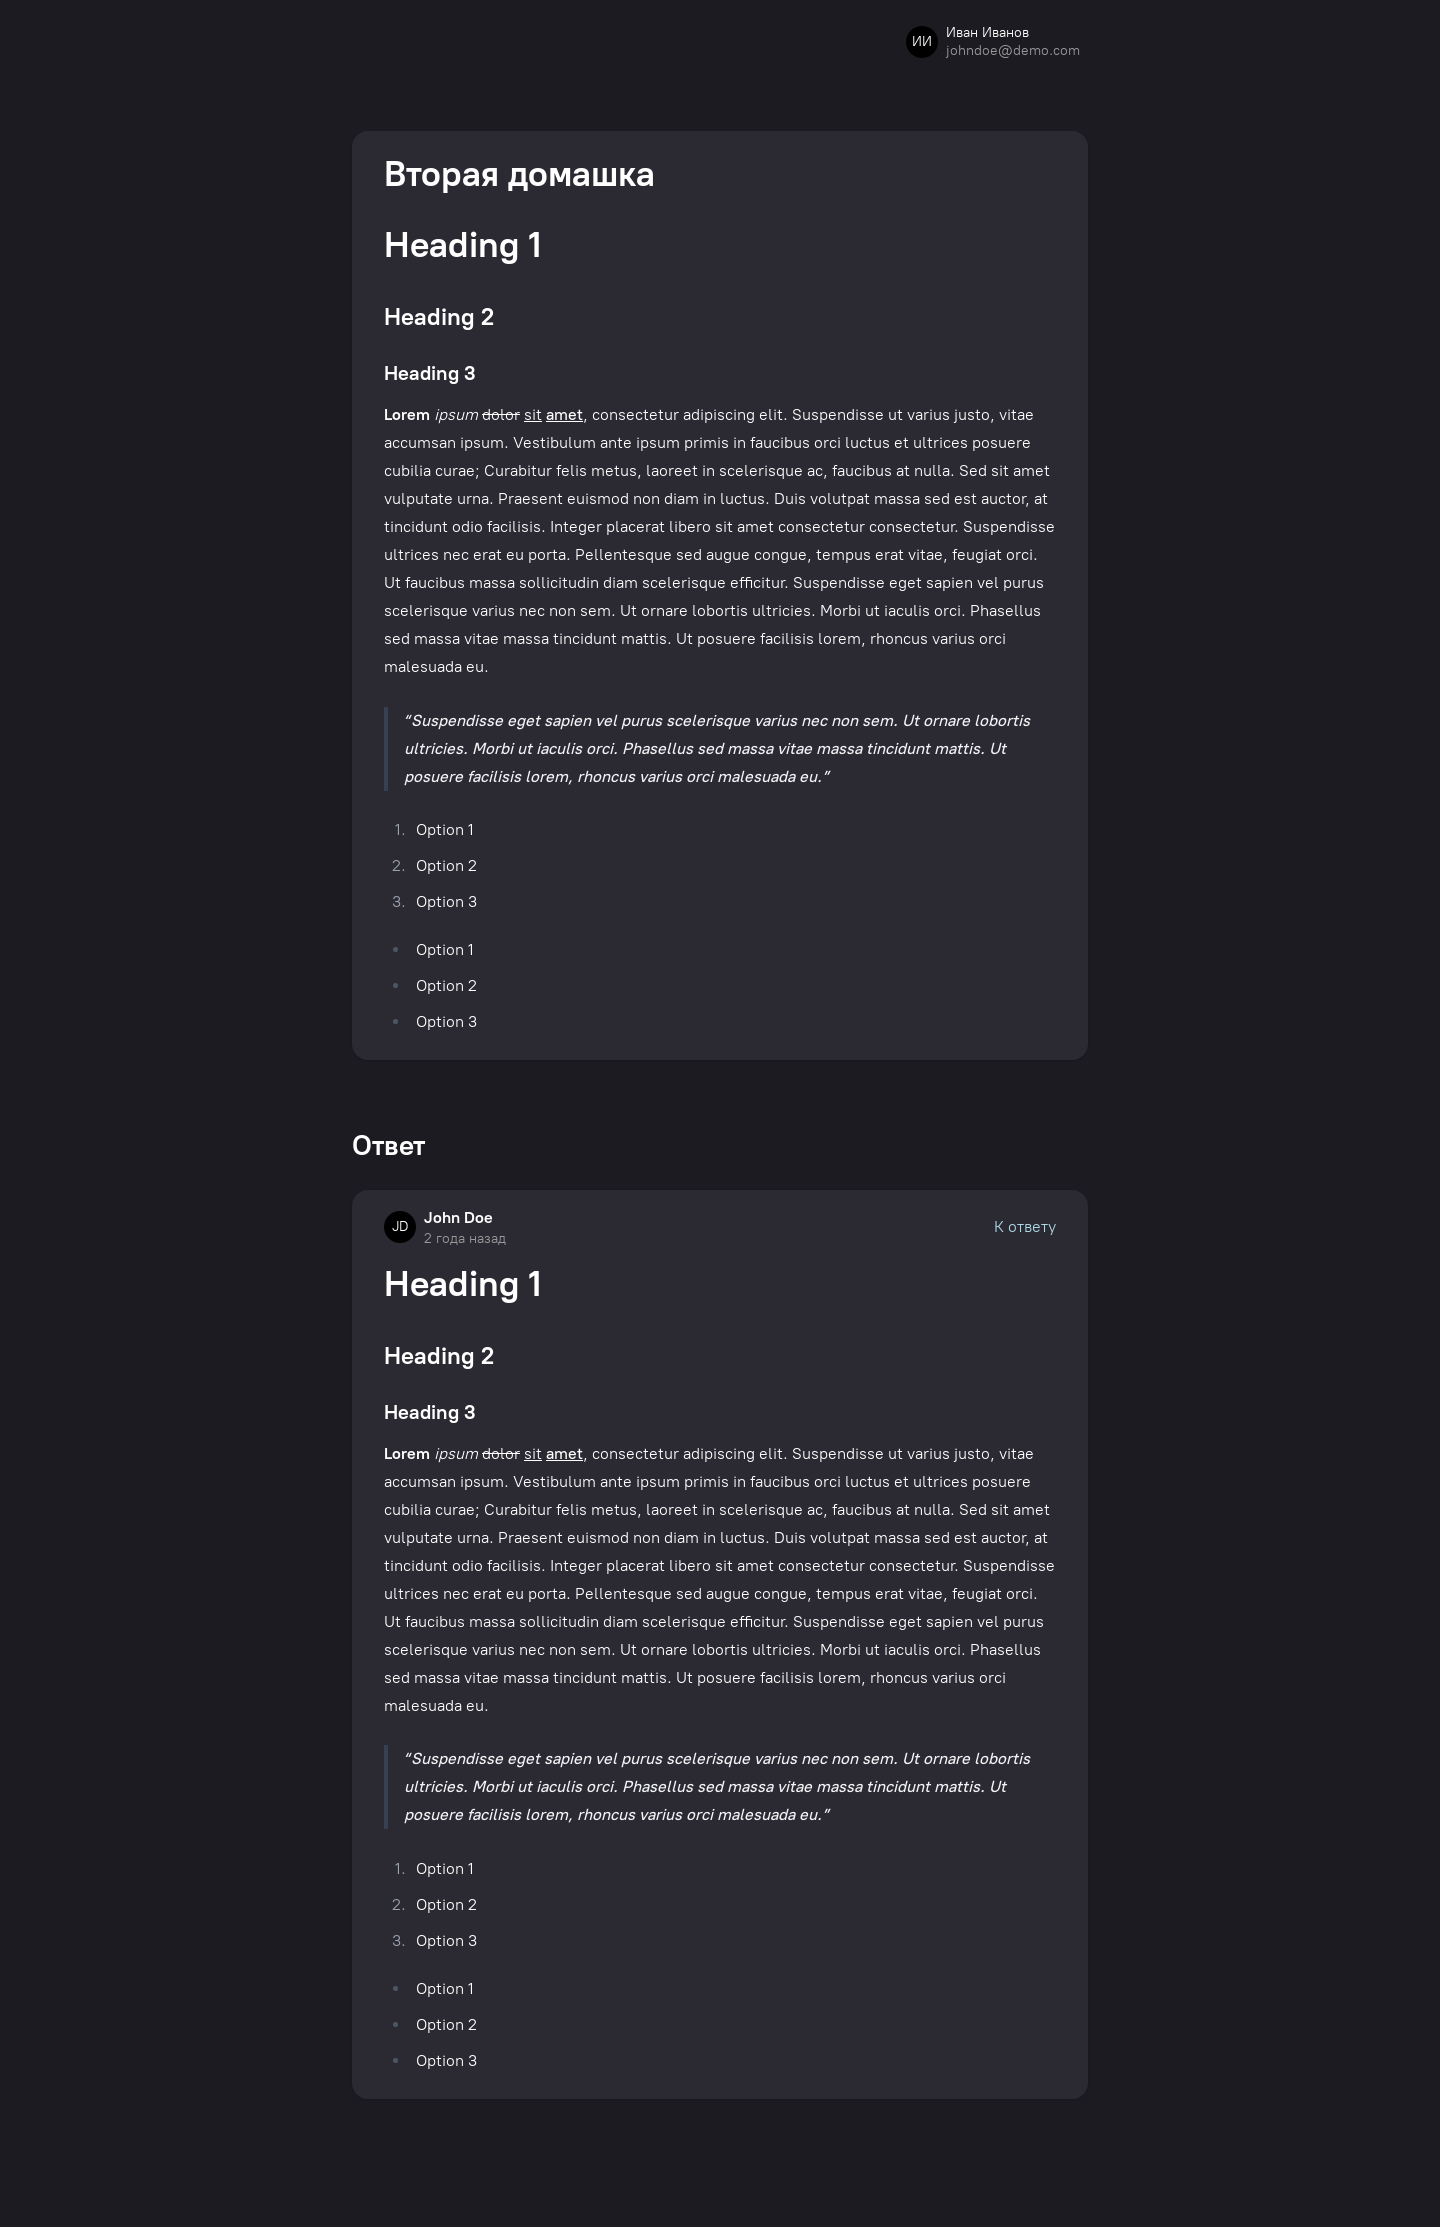 ИИ
Иван Иванов
johndoe@demo.com
Вторая домашка
Heading 1
Heading 2
Heading 3
Lorem ipsum dolor sit amet, consectetur adipiscing elit. Suspendisse ut varius justo, vitae
accumsan ipsum. Vestibulum ante ipsum primis in faucibus orci luctus et ultrices posuere
cubilia curae; Curabitur felis metus, laoreet in scelerisque ac, faucibus at nulla. Sed sit amet
vulputate urna. Praesent euismod non diam in luctus. Duis volutpat massa sed est auctor, at
tincidunt odio facilisis. Integer placerat libero sit amet consectetur consectetur. Suspendisse
ultrices nec erat eu porta. Pellentesque sed augue congue, tempus erat vitae, feugiat orci.
Ut faucibus massa sollicitudin diam scelerisque efficitur. Suspendisse eget sapien vel purus
scelerisque varius nec non sem. Ut ornare lobortis ultricies. Morbi ut iaculis orci. Phasellus
sed massa vitae massa tincidunt mattis. Ut posuere facilisis lorem, rhoncus varius orci
malesuada eu.
“Suspendisse eget sapien vel purus scelerisque varius nec non sem. Ut ornare lobortis
ultricies. Morbi ut iaculis orci. Phasellus sed massa vitae massa tincidunt mattis. Ut
posuere facilisis lorem, rhoncus varius orci malesuada eu.”
1. Option 1
2. Option 2
3. Option 3
• Option 1
• Option 2
• Option 3
Ответ
JD
John Doe
2 года назад
К ответу
Heading 1
Heading 2
Heading 3
Lorem ipsum dolor sit amet, consectetur adipiscing elit. Suspendisse ut varius justo, vitae
accumsan ipsum. Vestibulum ante ipsum primis in faucibus orci luctus et ultrices posuere
cubilia curae; Curabitur felis metus, laoreet in scelerisque ac, faucibus at nulla. Sed sit amet
vulputate urna. Praesent euismod non diam in luctus. Duis volutpat massa sed est auctor, at
tincidunt odio facilisis. Integer placerat libero sit amet consectetur consectetur. Suspendisse
ultrices nec erat eu porta. Pellentesque sed augue congue, tempus erat vitae, feugiat orci.
Ut faucibus massa sollicitudin diam scelerisque efficitur. Suspendisse eget sapien vel purus
scelerisque varius nec non sem. Ut ornare lobortis ultricies. Morbi ut iaculis orci. Phasellus
sed massa vitae massa tincidunt mattis. Ut posuere facilisis lorem, rhoncus varius orci
malesuada eu.
“Suspendisse eget sapien vel purus scelerisque varius nec non sem. Ut ornare lobortis
ultricies. Morbi ut iaculis orci. Phasellus sed massa vitae massa tincidunt mattis. Ut
posuere facilisis lorem, rhoncus varius orci malesuada eu.”
1. Option 1
2. Option 2
3. Option 3
• Option 1
• Option 2
• Option 3